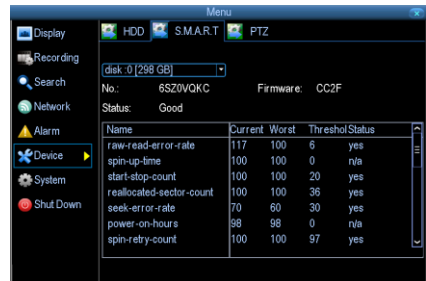 Menu
Display
Recording
Search
Network
Alarm
Device
System
Shut Down
HDD S.M.A.R.T PTZ
disk :0 [298 GB]
No.: 6SZ0VQKC Firmware: CC2F
Status: Good
Name Current Worst Threshol Status
raw-read-error-rate 117 100 6 yes
spin-up-time 100 100 0 n/a
start-stop-count 100 100 20 yes
reallocated-sector-count 100 100 36 yes
seek-error-rate 70 60 30 yes
power-on-hours 98 98 0 n/a
spin-retry-count 100 100 97 yes